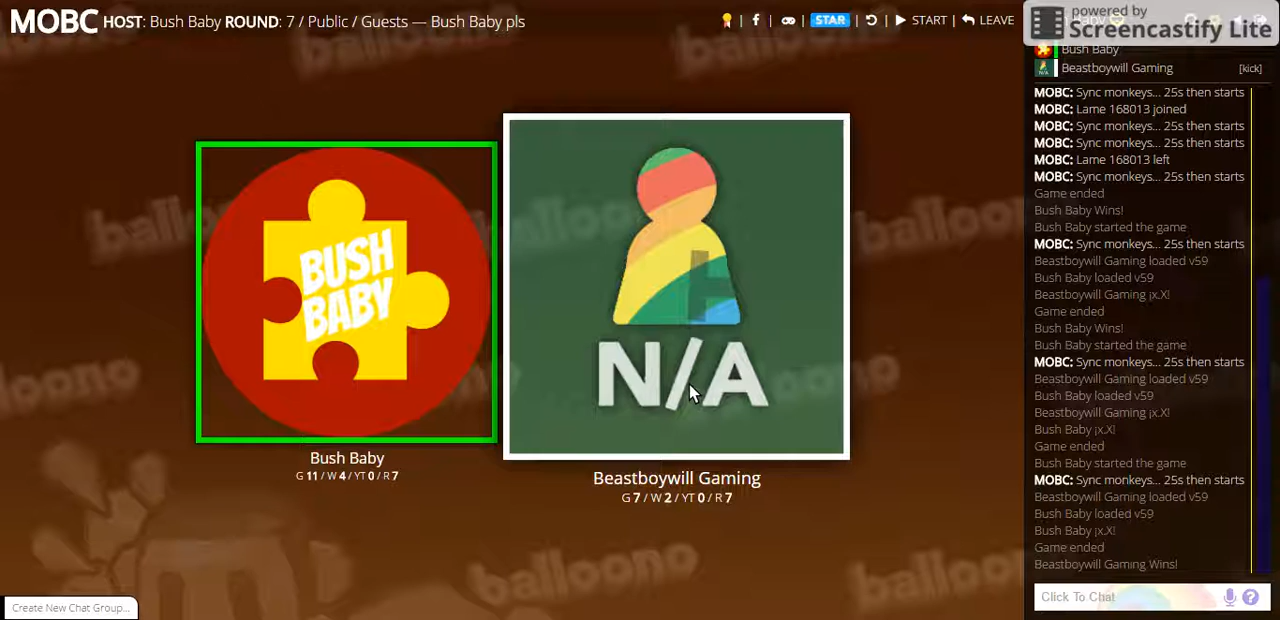 MOBC HOST: Bush Baby ROUND: 7 / Public / Guests — Bush Baby pls
STAR
START
LEAVE
powered by
Screencastify Lite
Bush Baby
Beastboywill Gaming
[kick]
MOBC: Sync monkeys... 25s then starts
MOBC: Lame 168013 joined
MOBC: Sync monkeys... 25s then starts
MOBC: Sync monkeys... 25s then starts
MOBC: Lame 168013 left
MOBC: Sync monkeys... 25s then starts
Game ended
Bush Baby Wins!
Bush Baby started the game
MOBC: Sync monkeys... 25s then starts
Beastboywill Gaming loaded v59
Bush Baby loaded v59
Beastboywill Gaming ¡x.X!
Game ended
Bush Baby Wins!
Bush Baby started the game
MOBC: Sync monkeys... 25s then starts
Beastboywill Gaming loaded v59
Bush Baby loaded v59
Beastboywill Gaming ¡x.X!
Bush Baby ¡x.X!
Game ended
Bush Baby started the game
MOBC: Sync monkeys... 25s then starts
Beastboywill Gaming loaded v59
Bush Baby loaded v59
Bush Baby ¡x.X!
Game ended
Beastboywill Gaming Wins!
Click To Chat
BUSH
BABY
N/A
Bush Baby
G 11 / W 4 / YT 0 / R 7
Beastboywill Gaming
G 7 / W 2 / YT 0 / R 7
balloono
balloono
balloono
balloono
Create New Chat Group...